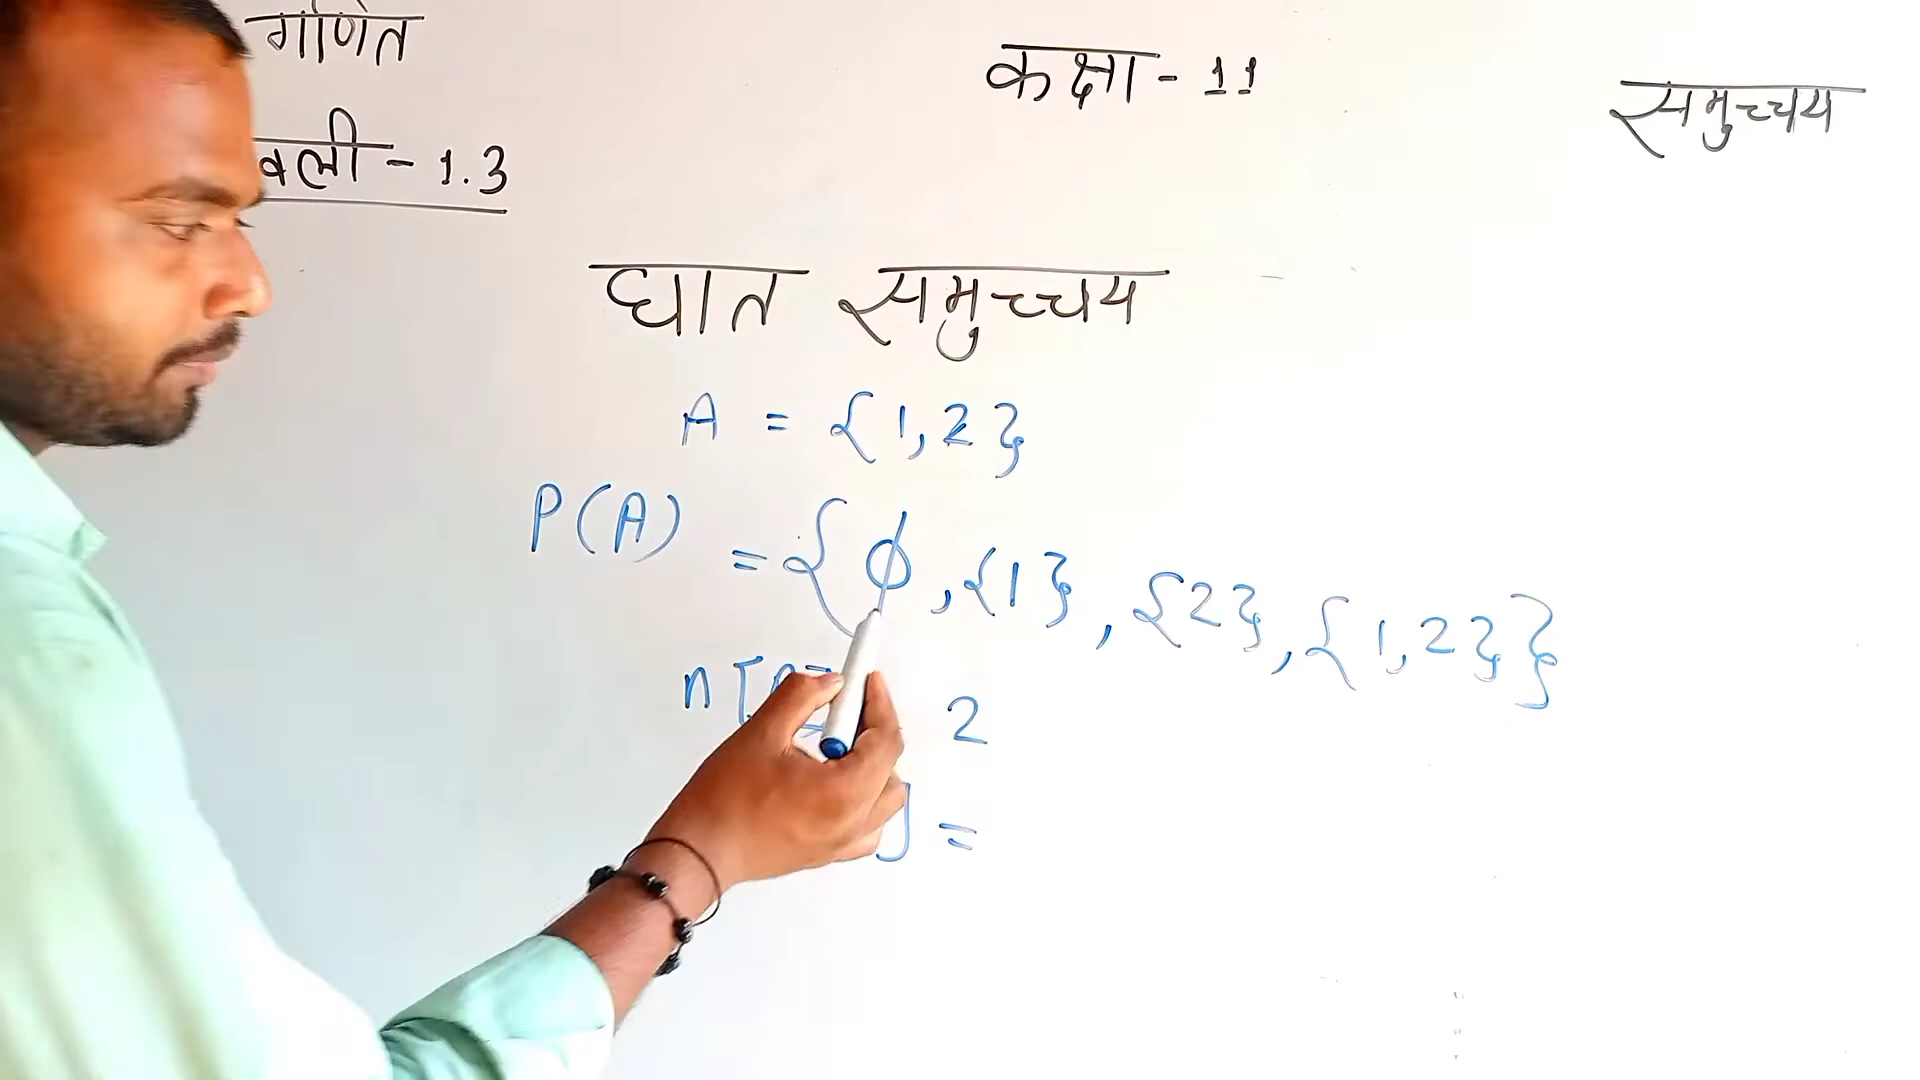 गणित
कक्षा - 11
समुच्चय
वली - 1.3
घात समुच्चय
A = {1,2}
P(A) = {ϕ, {1}, {2}, {1,2}}
n[ 2
] =